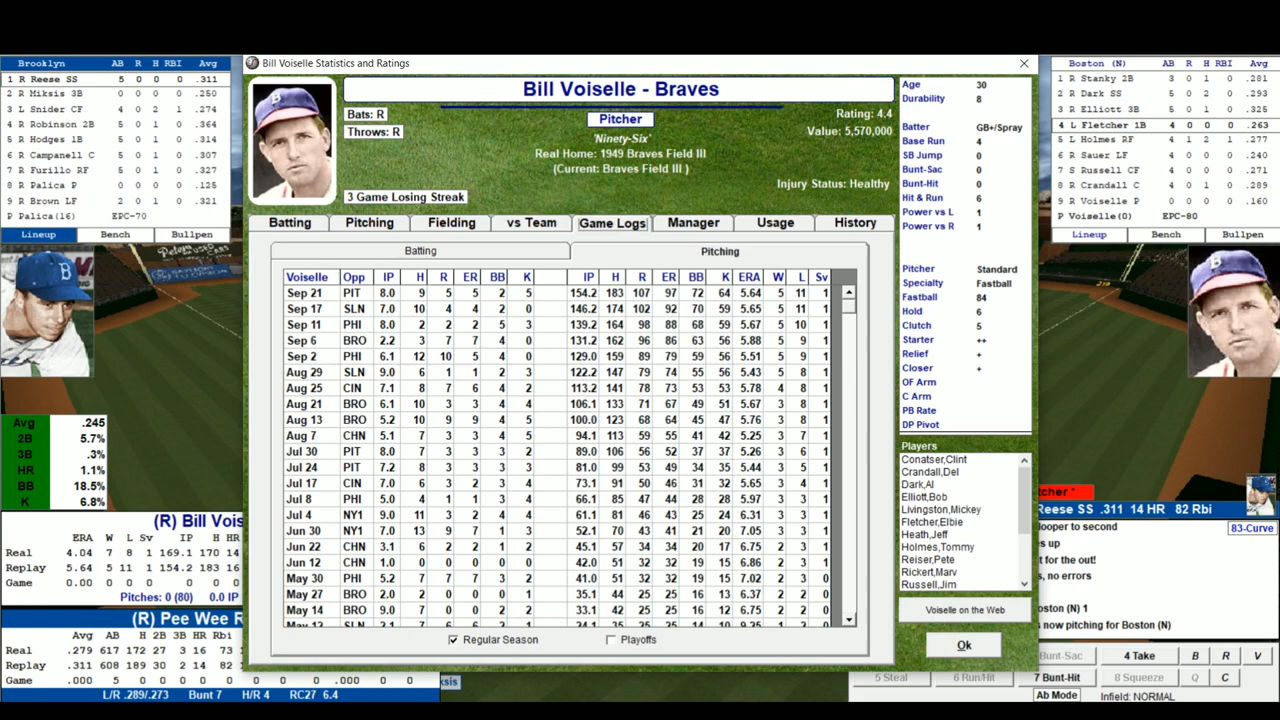 Bill Voiselle Statistics and Ratings
Brooklyn AB R H RBI Avg
1 R Reese SS 5 0 0 0 .311
2 R Miksis 3B 0 0 0 0 .250
3 L Snider CF 4 0 2 1 .274
4 R Robinson 2B 5 0 0 0 .364
5 R Hodges 1B 5 0 1 0 .314
6 R Campanell C 5 0 1 0 .307
7 R Furillo RF 5 0 1 0 .327
8 R Palica P 0 0 0 0 .125
9 R Brown LF 2 0 1 0 .321
P Palica(16) EPC-70
Lineup Bench Bullpen
Avg .245
2B 5.7%
3B .3%
HR 1.1%
BB 18.5%
K 6.8%
(R) Bill Vois
ERA W L Sv IP H HR
Real 4.04 7 8 1 169.1 170 14
Replay 5.64 5 11 1 154.2 183 16
Game 0.00 0 0 0 0.0 0 0
Pitches: 0 (80) 0.0 IP
(R) Pee Wee R
Avg AB H 2B 3B HR Rbi
Real .279 617 172 27 3 16 73
Replay .311 608 189 30 2 14 82
Game .000 5 0 0 0 0 0 .000 0 0
L/R .289/.273 Bunt 7 H/R 4 RC27 6.4
ksis
Bill Voiselle - Braves
Pitcher
'Ninety-Six'
Real Home: 1949 Braves Field III
(Current: Braves Field III )
Bats: R
Throws: R
3 Game Losing Streak
Rating: 4.4
Value: 5,570,000
Injury Status: Healthy
Batting Pitching Fielding vs Team Game Logs Manager Usage History
Batting Pitching
Voiselle Opp IP H R ER BB K IP H R ER BB K ERA W L Sv
Sep 21 PIT 8.0 9 5 5 2 5 154.2 183 107 97 72 64 5.64 5 11 1
Sep 17 SLN 7.0 10 4 4 2 0 146.2 174 102 92 70 59 5.65 5 11 1
Sep 11 PHI 8.0 2 2 2 5 3 139.2 164 98 88 68 59 5.67 5 10 1
Sep 6 BRO 2.2 3 7 7 4 0 131.2 162 96 86 63 56 5.88 5 9 1
Sep 2 PHI 6.1 12 10 5 4 0 129.0 159 89 79 59 56 5.51 5 9 1
Aug 29 SLN 9.0 6 1 1 2 3 122.2 147 79 74 55 56 5.43 5 8 1
Aug 25 CIN 7.1 8 7 6 4 2 113.2 141 78 73 53 53 5.78 4 8 1
Aug 21 BRO 6.1 10 3 3 4 4 106.1 133 71 67 49 51 5.67 3 8 1
Aug 13 BRO 5.2 10 9 9 4 5 100.0 123 68 64 45 47 5.76 3 8 1
Aug 7 CHN 5.1 7 3 3 4 5 94.1 113 59 55 41 42 5.25 3 7 1
Jul 30 PIT 8.0 7 3 3 3 2 89.0 106 56 52 37 37 5.26 3 6 1
Jul 24 PIT 7.2 8 3 3 3 3 81.0 99 53 49 34 35 5.44 3 5 1
Jul 17 CIN 7.0 6 3 2 3 4 73.1 91 50 46 31 32 5.65 3 4 1
Jul 8 PHI 5.0 4 1 1 3 4 66.1 85 47 44 28 28 5.97 3 3 1
Jul 4 NY1 9.0 11 3 2 4 4 61.1 81 46 43 25 24 6.31 3 3 1
Jun 30 NY1 7.0 13 9 7 1 3 52.1 70 43 41 21 20 7.05 3 3 1
Jun 22 CHN 3.1 6 2 2 1 2 45.1 57 34 34 20 17 6.75 2 3 1
Jun 12 CHN 1.0 0 0 0 0 0 42.0 51 32 32 19 15 6.86 2 3 1
May 30 PHI 5.2 7 7 7 3 2 41.0 51 32 32 19 15 7.02 2 3 0
May 27 BRO 2.0 2 0 0 0 1 35.1 44 25 25 16 13 6.37 2 2 0
May 14 BRO 9.0 7 0 0 2 4 33.1 42 25 25 16 12 6.75 2 2 0
Regular Season Playoffs
Age 30
Durability 8
Batter GB+/Spray
Base Run 4
SB Jump 0
Bunt-Sac 0
Bunt-Hit 0
Hit & Run 6
Power vs L 1
Power vs R 1
Pitcher Standard
Specialty Fastball
Fastball 84
Hold 6
Clutch 5
Starter ++
Relief +
Closer +
OF Arm
C Arm
PB Rate
DP Pivot
Players
Conatser,Clint
Crandall,Del
Dark,Al
Elliott,Bob
Livingston,Mickey
Fletcher,Elbie
Heath,Jeff
Holmes,Tommy
Reiser,Pete
Rickert,Marv
Russell,Jim
Voiselle on the Web
Ok
Boston (N) AB R H RBI Avg
1 R Stanky 2B 3 0 1 0 .281
2 R Dark SS 5 0 2 0 .293
3 R Elliott 3B 5 0 1 0 .325
4 L Fletcher 1B 4 0 0 0 .263
5 L Holmes RF 4 1 2 1 .277
6 R Sauer LF 4 0 0 0 .240
7 S Russell CF 4 0 0 0 .271
8 R Crandall C 4 0 1 0 .289
9 R Voiselle P 0 0 0 0 .160
P Voiselle(0) EPC-80
Lineup Bench Bullpen
tcher *
Reese SS .311 14 HR 82 Rbi
looper to second
83-Curve
es up
t for the out!
s, no errors
oston (N) 1
s now pitching for Boston (N)
Bunt-Sac 4 Take B R V
5 Steal 6 Run/Hit 7 Bunt-Hit 8 Squeeze Q C
Ab Mode Infield: NORMAL